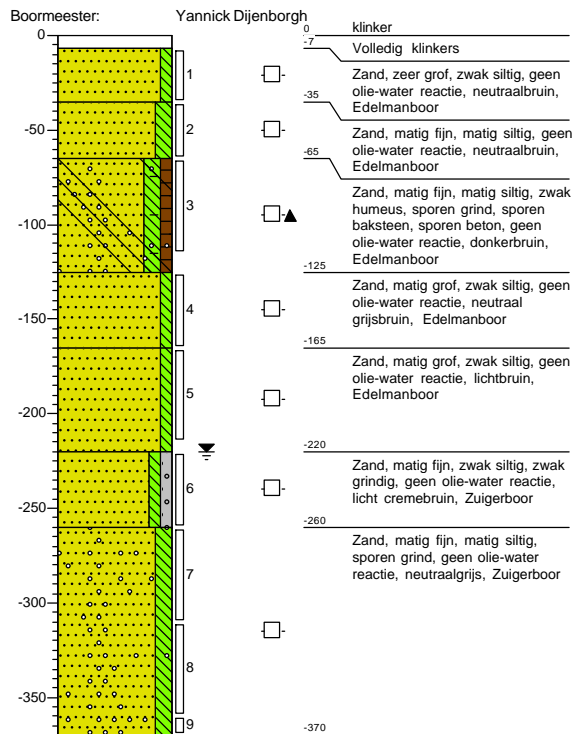 Boormeester: Yannick Dijenborgh
0
-50
-100
-150
-200
-250
-300
-350
1
2
3
4
5
6
7
8
9
0
klinker
-7
Volledig klinkers
Zand, zeer grof, zwak siltig, geen
olie-water reactie, neutraalbruin,
Edelmanboor
-35
Zand, matig fijn, matig siltig, geen
olie-water reactie, neutraalbruin,
Edelmanboor
-65
Zand, matig fijn, matig siltig, zwak
humeus, sporen grind, sporen
baksteen, sporen beton, geen
olie-water reactie, donkerbruin,
Edelmanboor
-125
Zand, matig grof, zwak siltig, geen
olie-water reactie, neutraal
grijsbruin, Edelmanboor
-165
Zand, matig grof, zwak siltig, geen
olie-water reactie, lichtbruin,
Edelmanboor
-220
Zand, matig fijn, zwak siltig, zwak
grindig, geen olie-water reactie,
licht cremebruin, Zuigerboor
-260
Zand, matig fijn, matig siltig,
sporen grind, geen olie-water
reactie, neutraalgrijs, Zuigerboor
-370